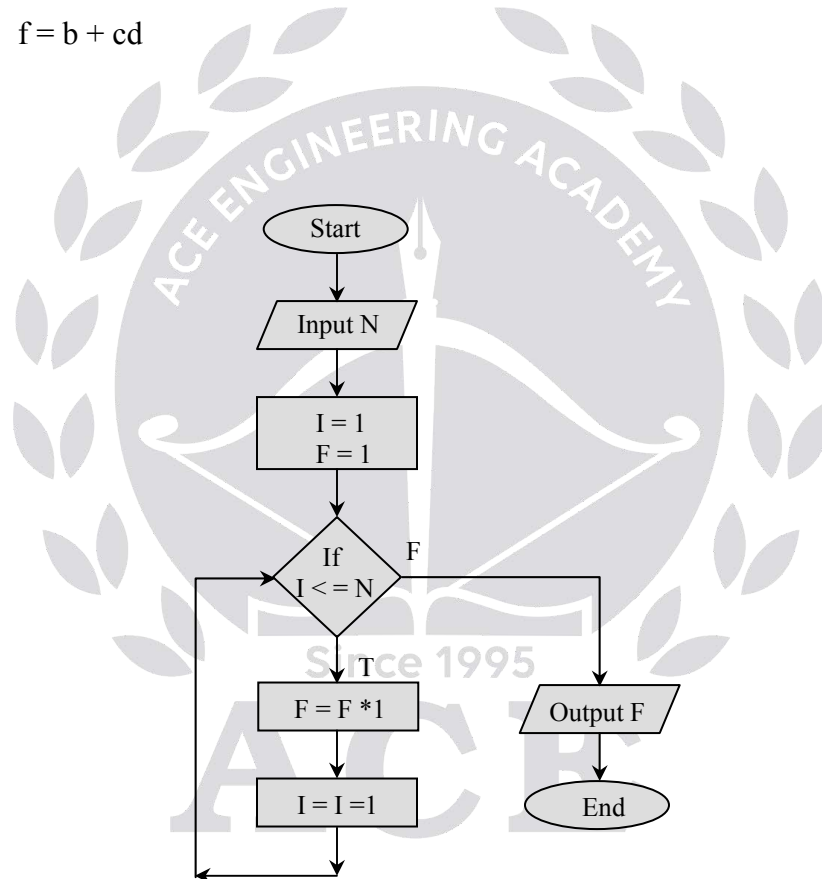 f = b + cd
ACE ENGINEERING ACADEMY
Start
Input N
I = 1
F = 1
If
I < = N
F
T
Since 1995
F = F *1
Output F
I = I =1
End
ACE